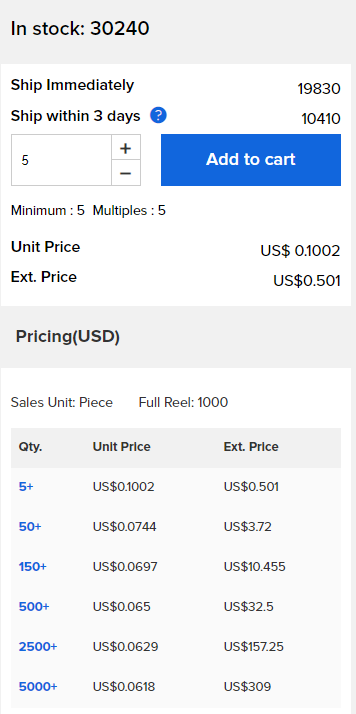 In stock: 30240
Ship Immediately 19830
Ship within 3 days ? 10410
5 +
−
Add to cart
Minimum : 5 Multiples : 5
Unit Price US$ 0.1002
Ext. Price US$0.501
Pricing(USD)
Sales Unit: Piece Full Reel: 1000
Qty. Unit Price Ext. Price
5+ US$0.1002 US$0.501
50+ US$0.0744 US$3.72
150+ US$0.0697 US$10.455
500+ US$0.065 US$32.5
2500+ US$0.0629 US$157.25
5000+ US$0.0618 US$309